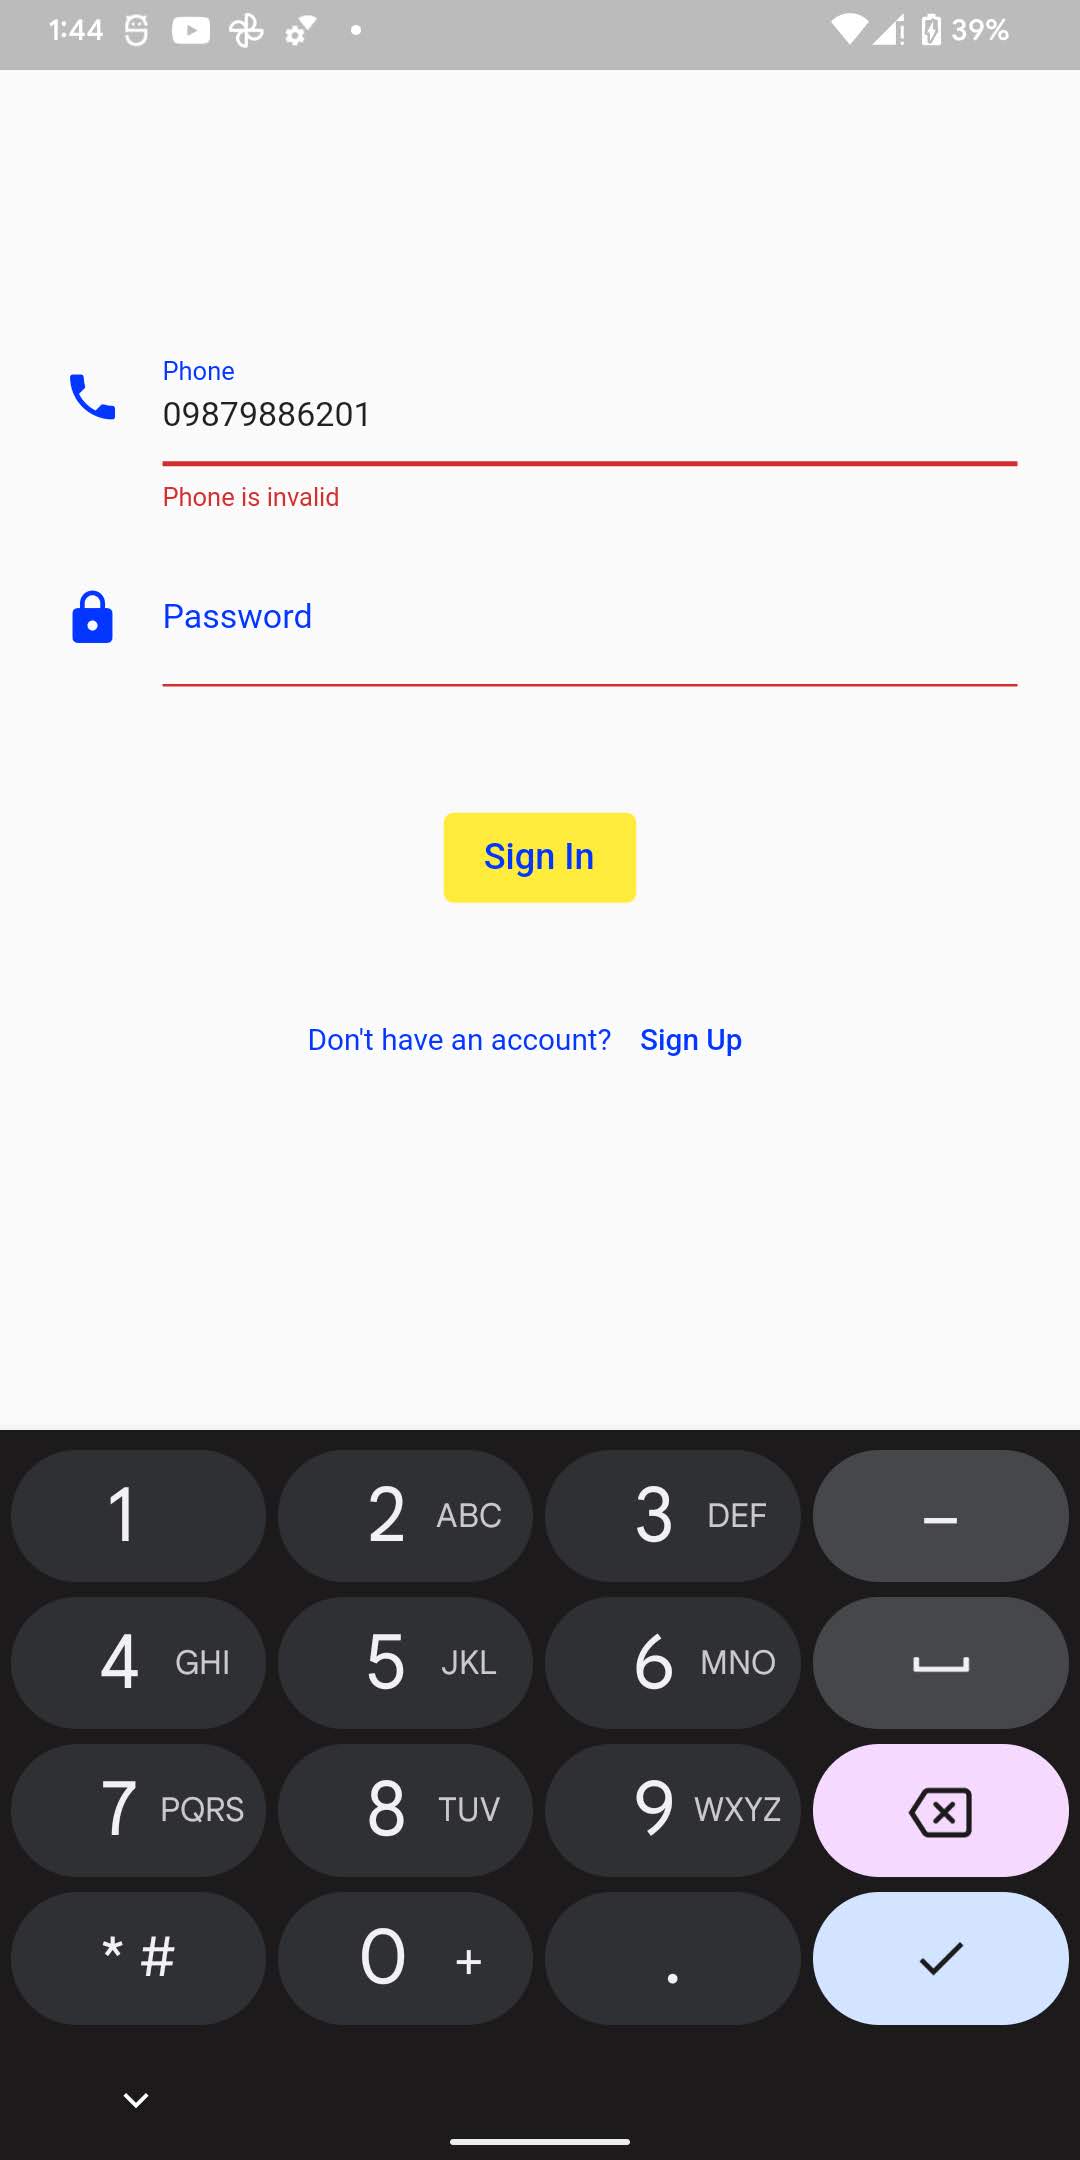 1:44 39%
Phone
09879886201
Phone is invalid
Password
Sign In
Don't have an account? Sign Up
1 2 ABC 3 DEF –
4 GHI 5 JKL 6 MNO
7 PQRS 8 TUV 9 WXYZ
* # 0 + .